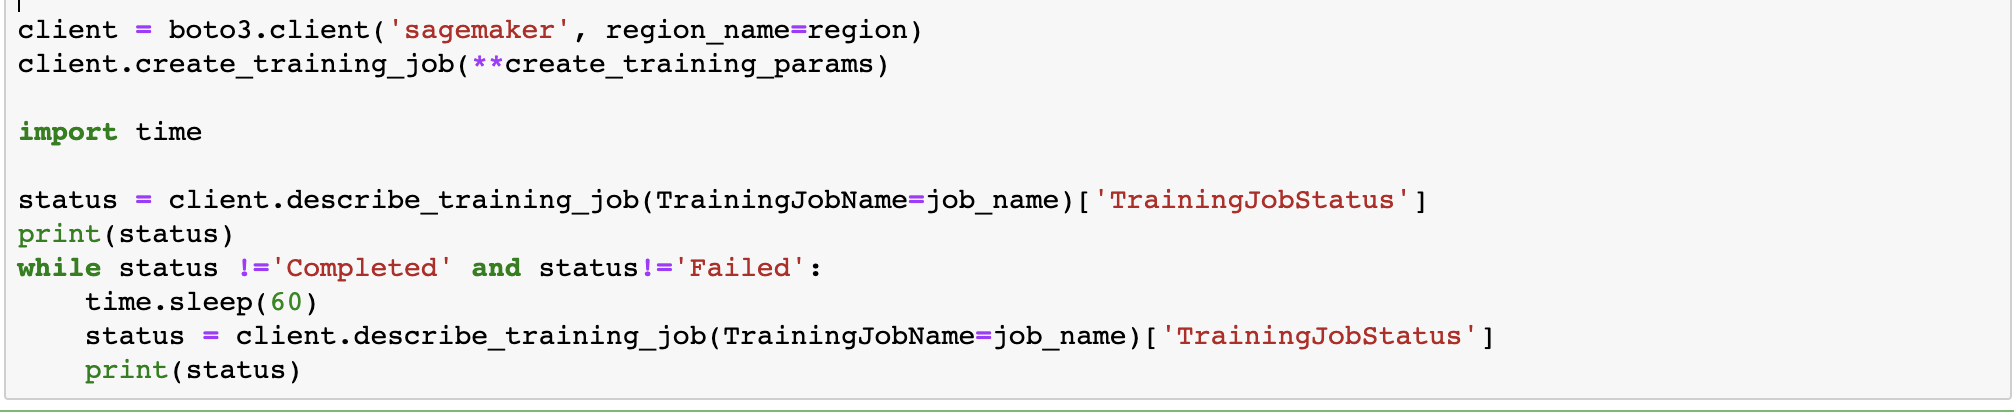 client = boto3.client('sagemaker', region_name=region)
client.create_training_job(**create_training_params)
import time
status = client.describe_training_job(TrainingJobName=job_name)['TrainingJobStatus']
print(status)
while status !='Completed' and status!='Failed':
    time.sleep(60)
    status = client.describe_training_job(TrainingJobName=job_name)['TrainingJobStatus']
    print(status)